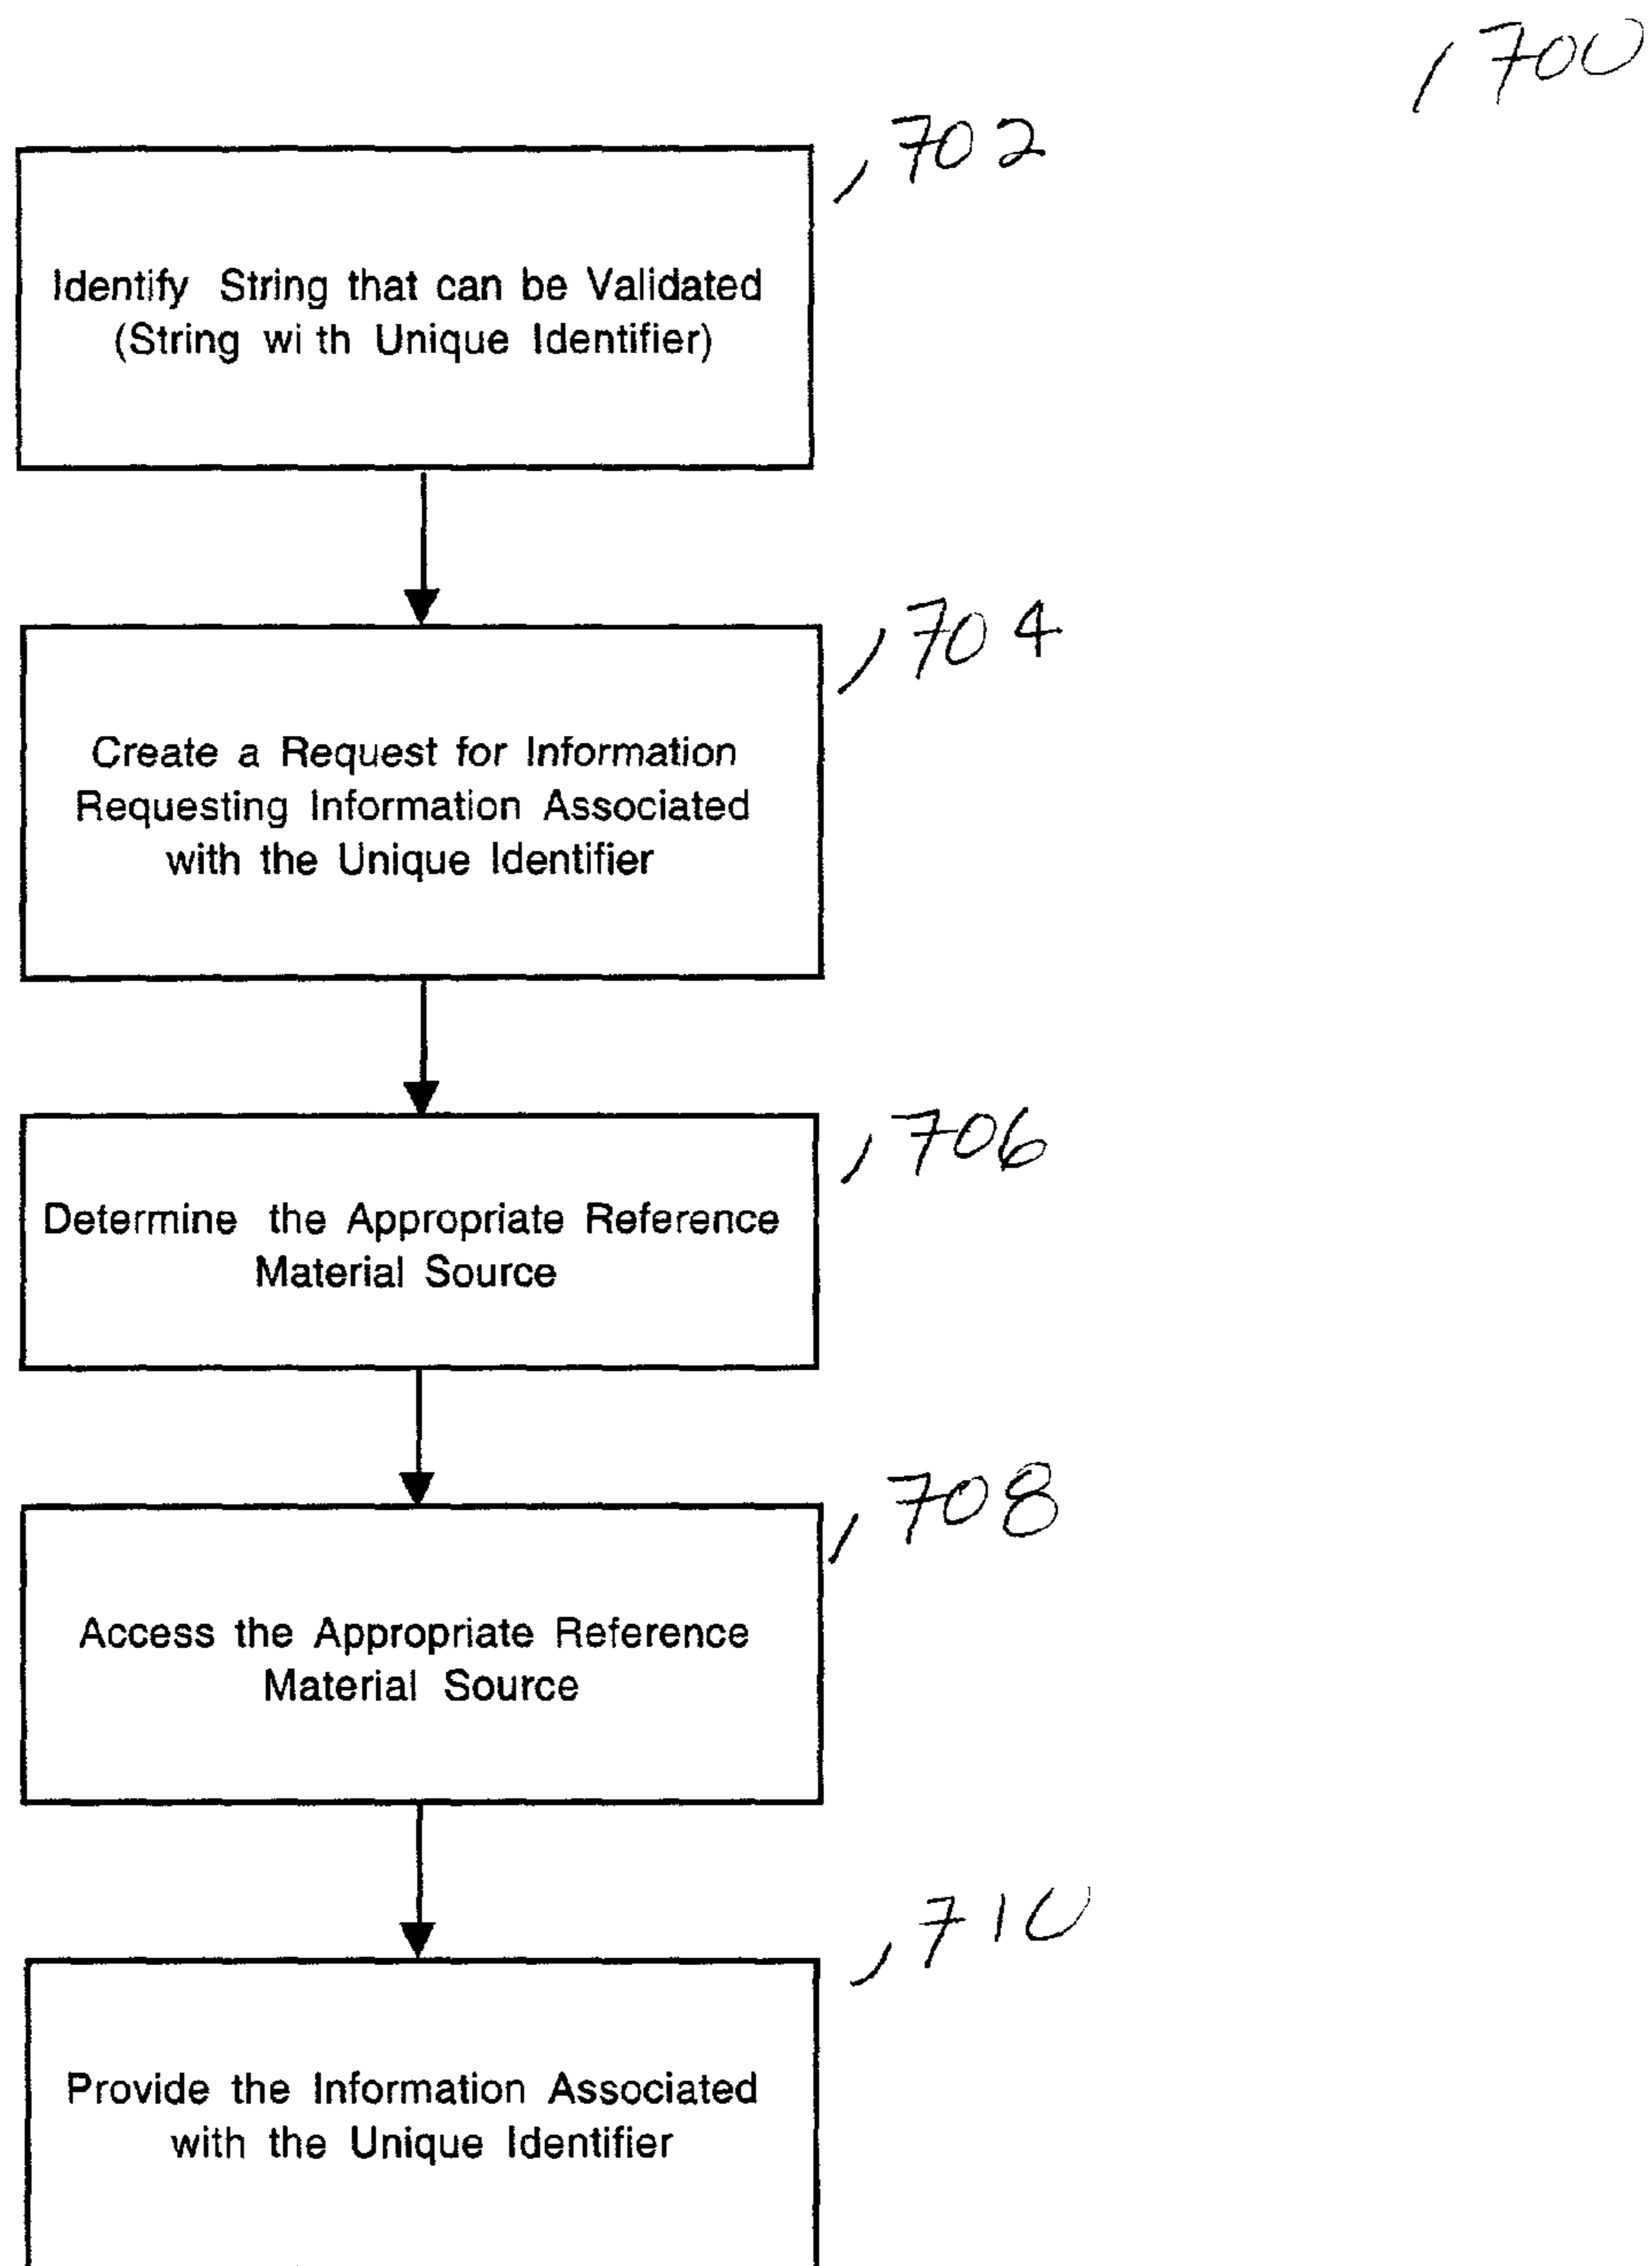 ,700
,702
Identify String that can be Validated
(String wi th Unique Identifier)
,704
Create a Request for Information
Requesting Information Associated
with the Unique Identifier
,706
Determine the Appropriate Reference
Material Source
,708
Access the Appropriate Reference
Material Source
,710
Provide the Information Associated
with the Unique Identifier